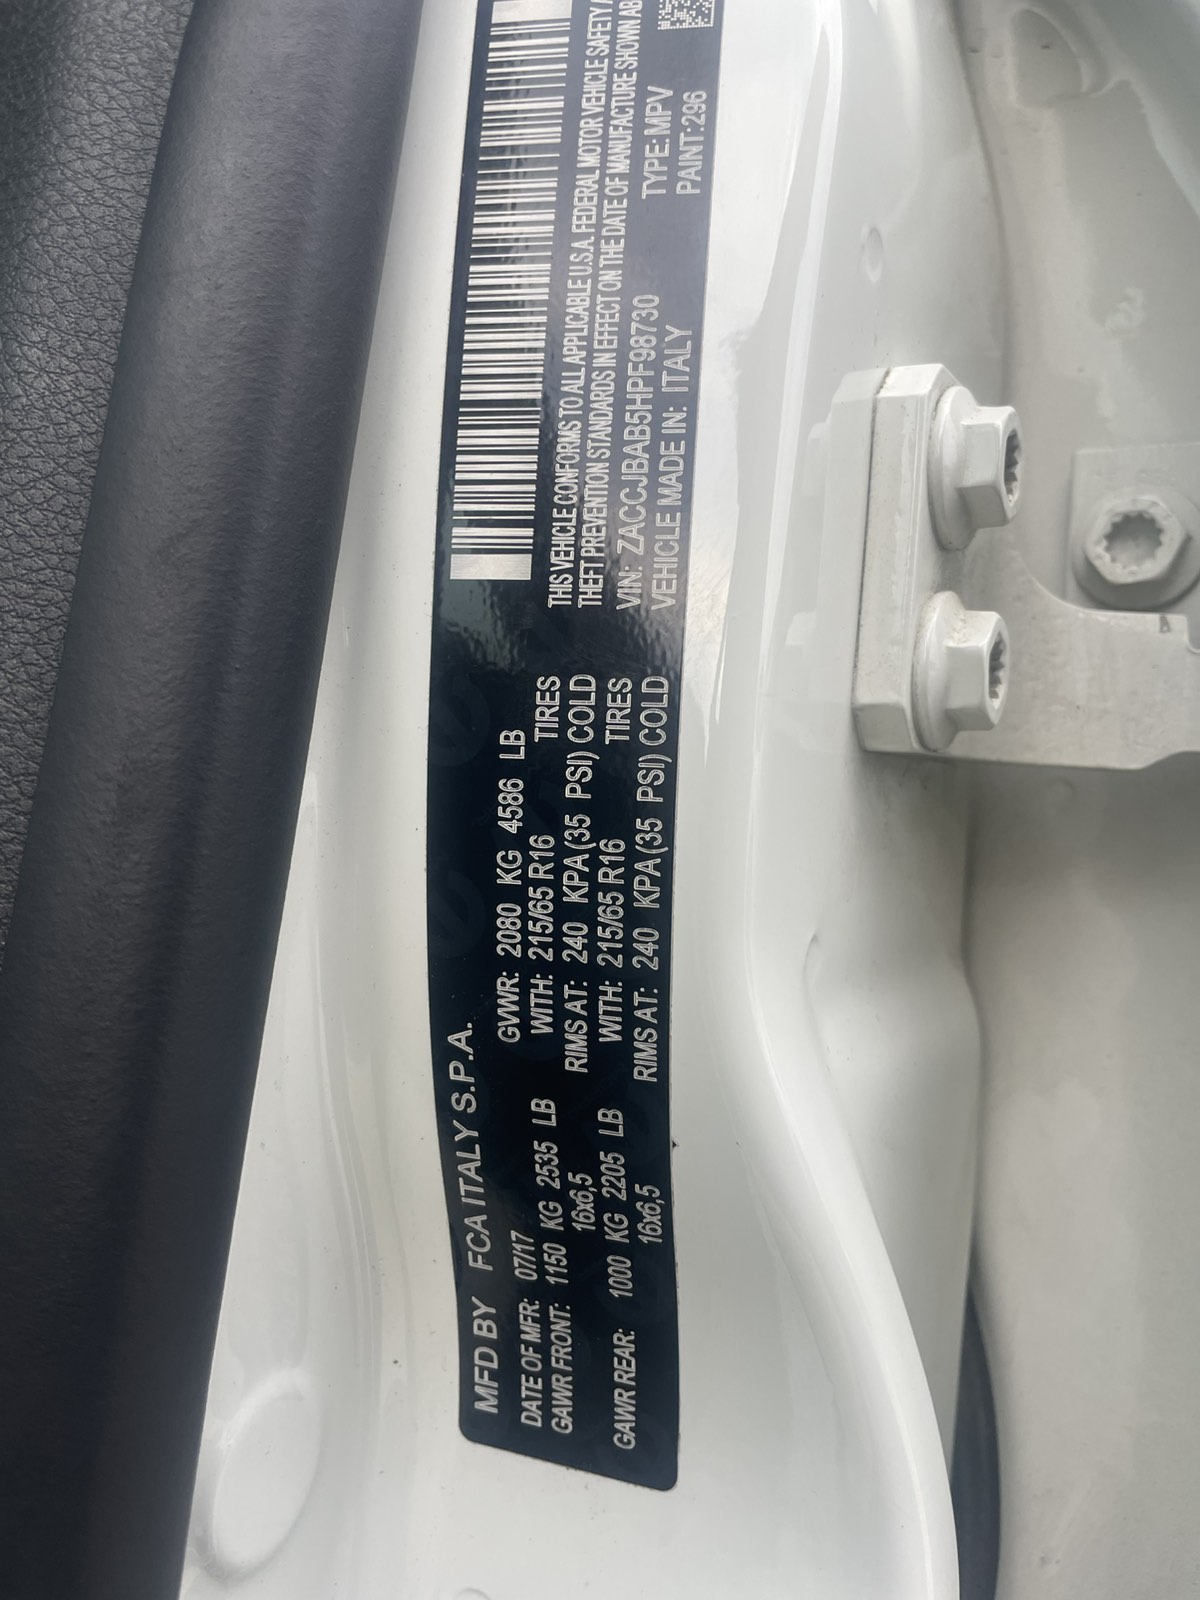 MFD BY FCA ITALY S.P.A.
DATE OF MFR: 07/17 GVWR: 2080 KG 4586 LB
GAWR FRONT: 1150 KG 2535 LB WITH: 215/65 R16 TIRES
16x6,5 RIMS AT: 240 KPA (35 PSI) COLD
GAWR REAR: 1000 KG 2205 LB WITH: 215/65 R16 TIRES
16x6,5 RIMS AT: 240 KPA (35 PSI) COLD
THIS VEHICLE CONFORMS TO ALL APPLICABLE U.S.A. FEDERAL MOTOR VEHICLE SAFETY
THEFT PREVENTION STANDARDS IN EFFECT ON THE DATE OF MANUFACTURE SHOWN AB
VIN: ZACCJBAB5HPF98730 TYPE: MPV
VEHICLE MADE IN: ITALY PAINT: 296